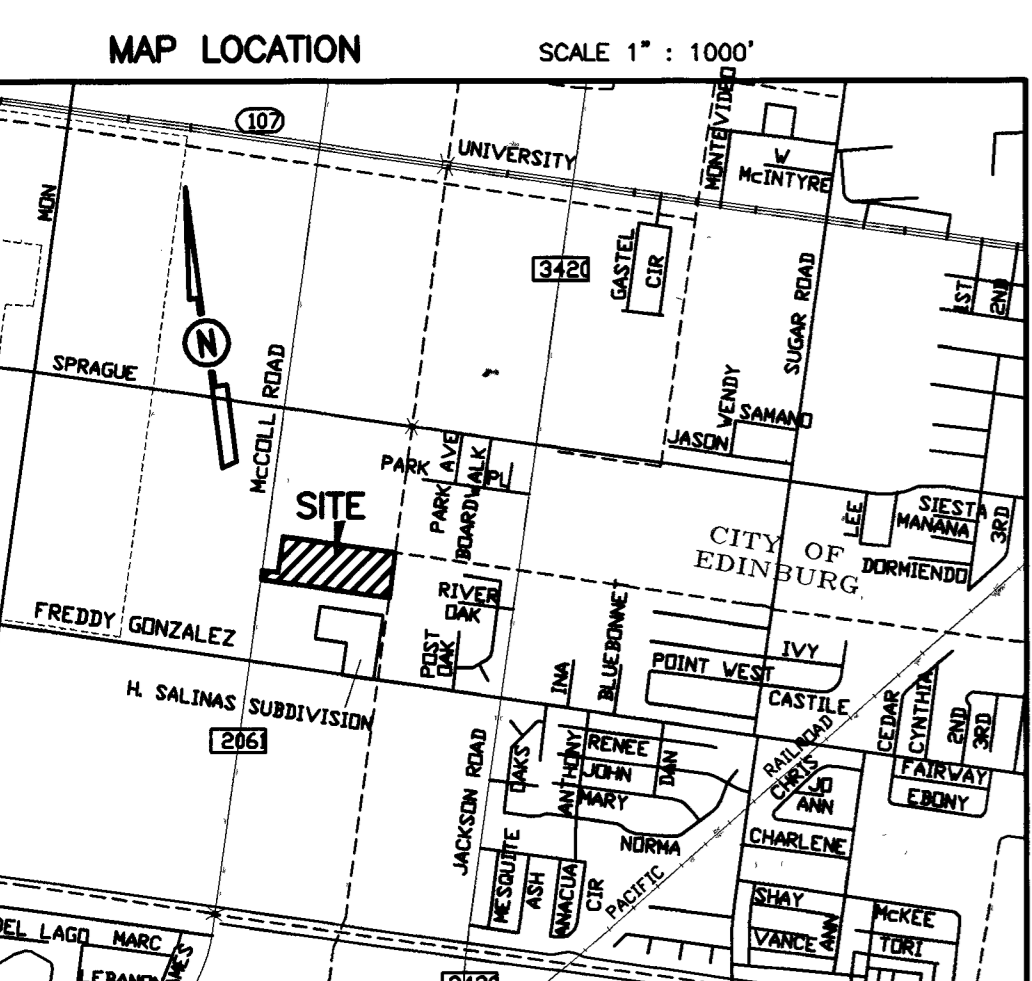 MAP LOCATION
SCALE 1" : 1000'
107
UNIVERSITY
MONTEVIDEO
W
McINTYRE
MON
GASTEL
CIR
3420
SUGAR ROAD
1ST
2ND
N
SPRAGUE
McCOLL ROAD
WENDY
SAMANO
JASON
PARK AVE
PARK
BOARDWALK
PL
SITE
LEE
SIESTA
MANANA
3RD
DORMIENDO
CITY OF
EDINBURG
RIVER
OAK
POST
OAK
FREDDY GONZALEZ
H. SALINAS SUBDIVISION
INA
BLUEBONNET
IVY
POINT WEST
CASTILE
CEDAR
CYNTHIA
2ND
3RD
2061
JACKSON ROAD
OAKS
ANTHONY
RENEE
JOHN
MARY
DAN
NORMA
RAILROAD
CHRIS
JO
ANN
FAIRWAY
EBONY
CHARLENE
MESQUITE
ASH
ANACUA
CIR
PACIFIC
SHAY
VANCE
ANN
McKEE
TORI
DEL LAGO
MARC